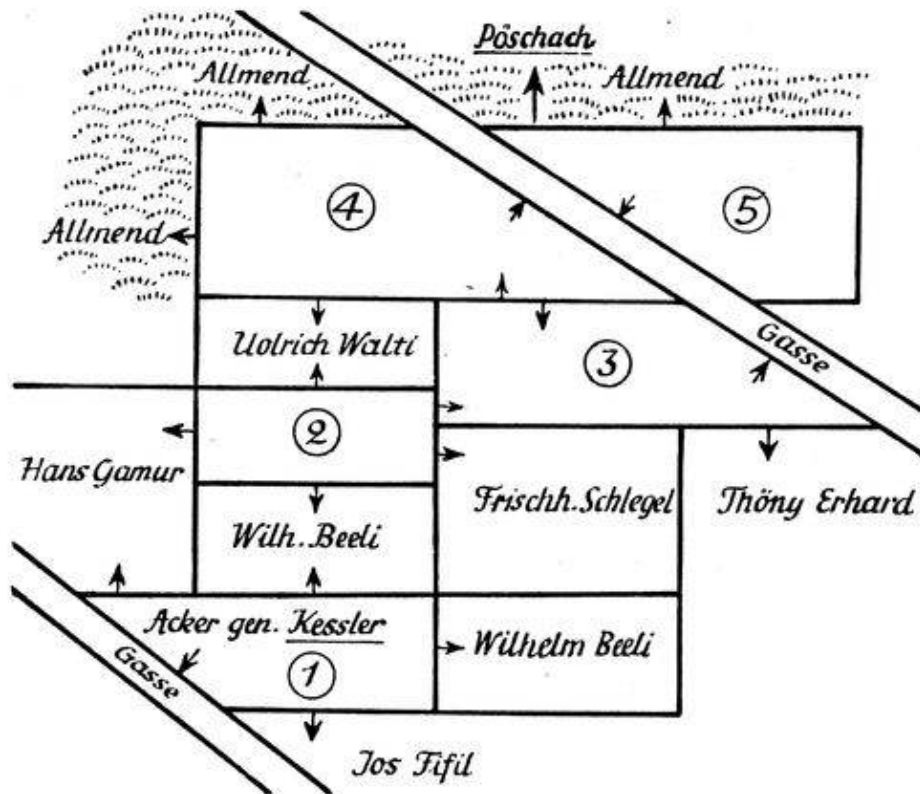 Pöschach
Allmend
Allmend
4
5
Allmend
Uolrich Walti
3
Gasse
2
Hans Gamur
Frischh. Schlegel
Thöny Erhard
Wilh. Beeli
Acker gen. Kessler
Wilhelm Beeli
1
Gasse
Jos Fifil